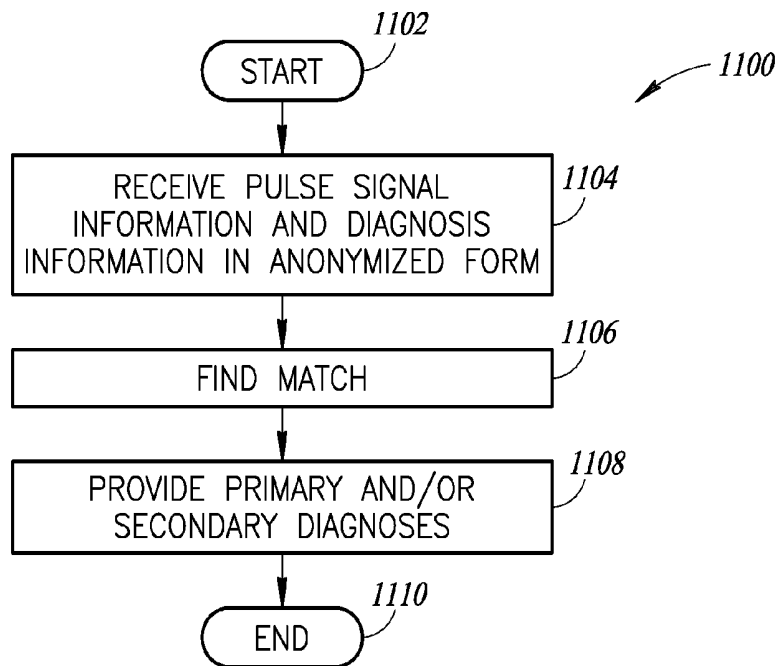 1102
START
1100
RECEIVE PULSE SIGNAL
INFORMATION AND DIAGNOSIS
INFORMATION IN ANONYMIZED FORM
1104
1106
FIND MATCH
1108
PROVIDE PRIMARY AND/OR
SECONDARY DIAGNOSES
1110
END